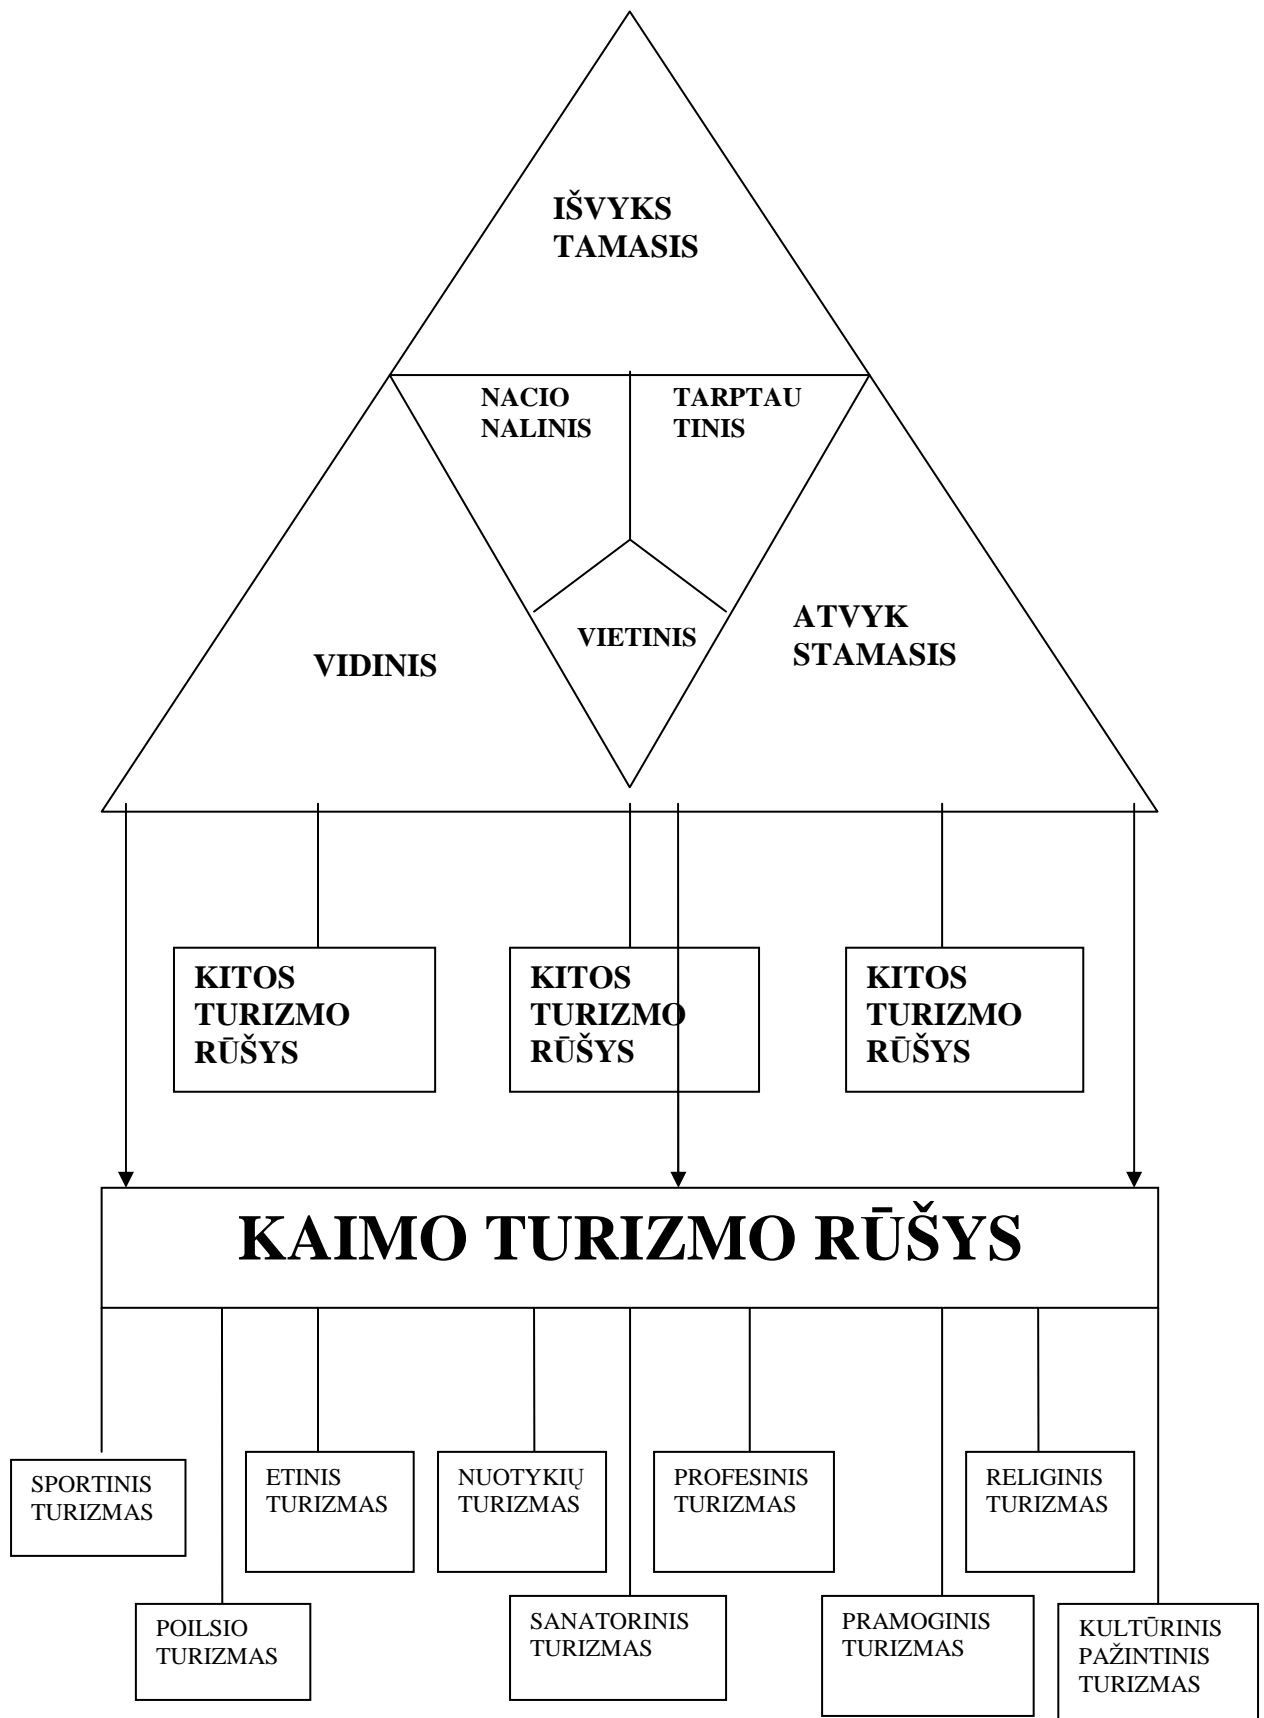 IŠVYKS
TAMASIS
NACIO
NALINIS
TARPTAU
TINIS
VIETINIS
VIDINIS
ATVYK
STAMASIS
KITOS
TURIZMO
RŪŠYS
KITOS
TURIZMO
RŪŠYS
KITOS
TURIZMO
RŪŠYS
KAIMO TURIZMO RŪŠYS
SPORTINIS
TURIZMAS
ETINIS
TURIZMAS
NUOTYKIŲ
TURIZMAS
PROFESINIS
TURIZMAS
RELIGINIS
TURIZMAS
POILSIO
TURIZMAS
SANATORINIS
TURIZMAS
PRAMOGINIS
TURIZMAS
KULTŪRINIS
PAŽINTINIS
TURIZMAS